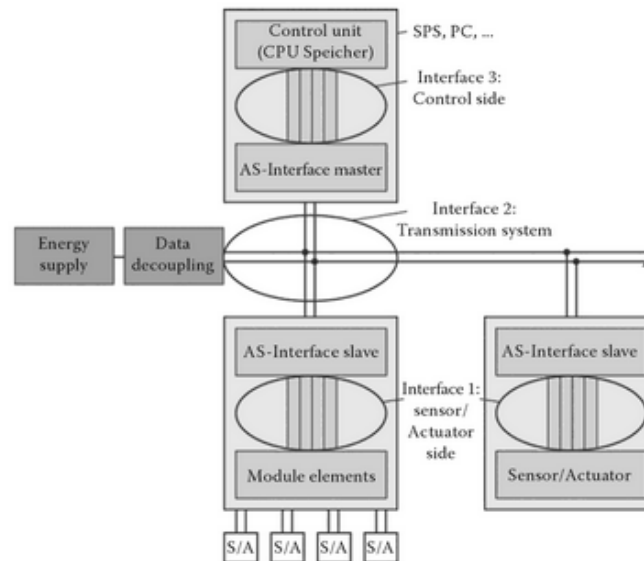 Control unit
(CPU Speicher)
SPS, PC, ...
Interface 3:
Control side
AS-Interface master
Interface 2:
Transmission system
Energy
supply
Data
decoupling
AS-Interface slave
AS-Interface slave
Interface 1:
sensor/
Actuator
side
Module elements
Sensor/Actuator
S/A
S/A
S/A
S/A